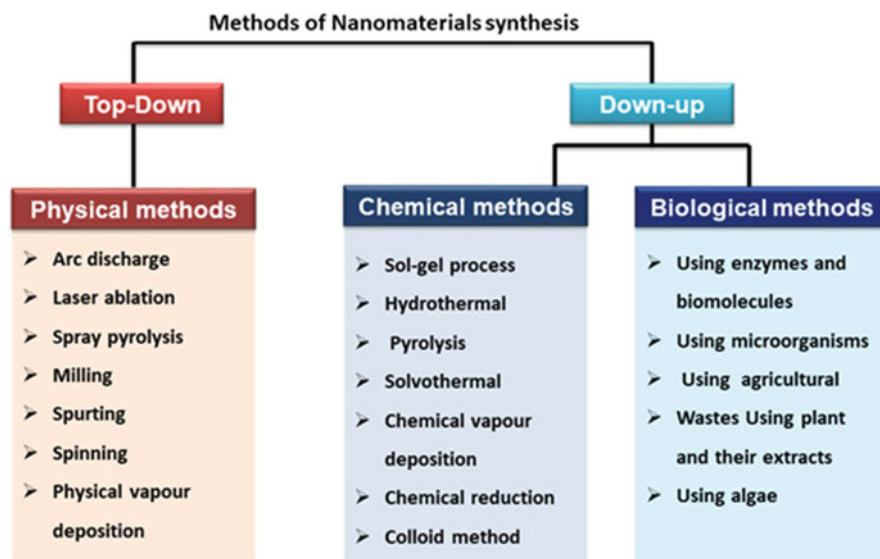 Methods of Nanomaterials synthesis
Top-Down
Down-up
Physical methods
➢ Arc discharge
➢ Laser ablation
➢ Spray pyrolysis
➢ Milling
➢ Spurting
➢ Spinning
➢ Physical vapour
deposition
Chemical methods
➢ Sol-gel process
➢ Hydrothermal
➢ Pyrolysis
➢ Solvothermal
➢ Chemical vapour
deposition
➢ Chemical reduction
➢ Colloid method
Biological methods
➢ Using enzymes and
biomolecules
➢ Using microorganisms
➢ Using agricultural
➢ Wastes Using plant
and their extracts
➢ Using algae